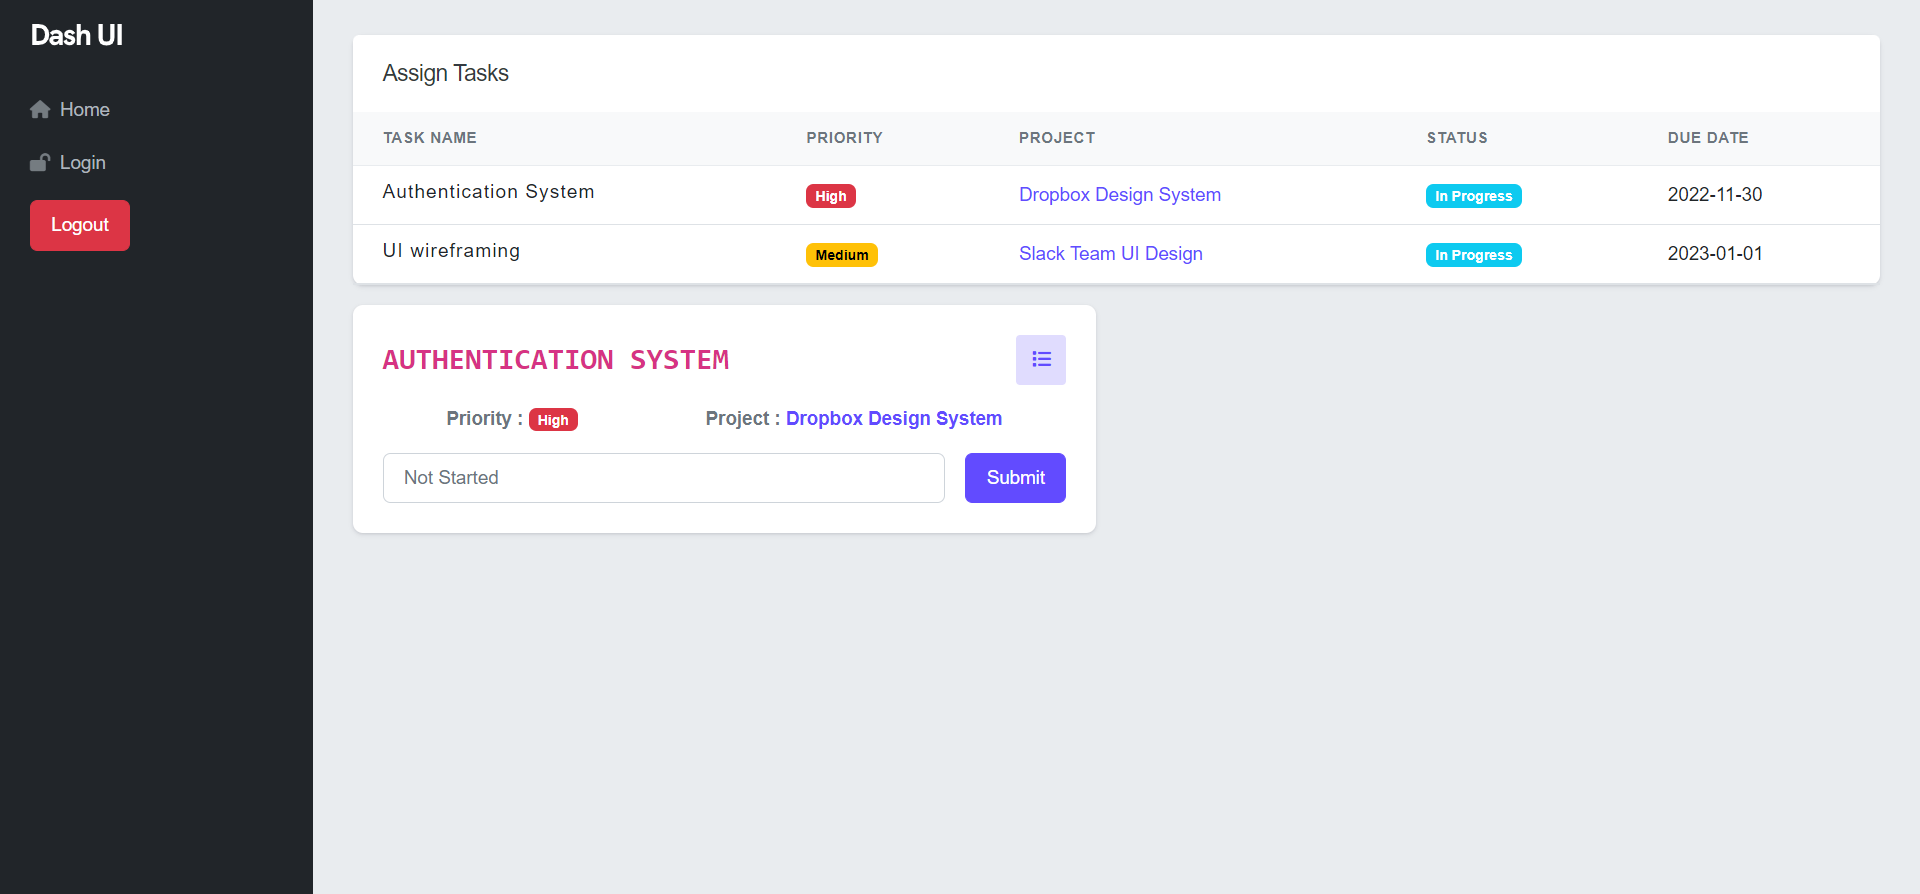 Dash UI
Home
Login
Logout
Assign Tasks
TASK NAME PRIORITY PROJECT STATUS DUE DATE
Authentication System High Dropbox Design System In Progress 2022-11-30
UI wireframing Medium Slack Team UI Design In Progress 2023-01-01
AUTHENTICATION SYSTEM
Priority : High Project : Dropbox Design System
Not Started Submit